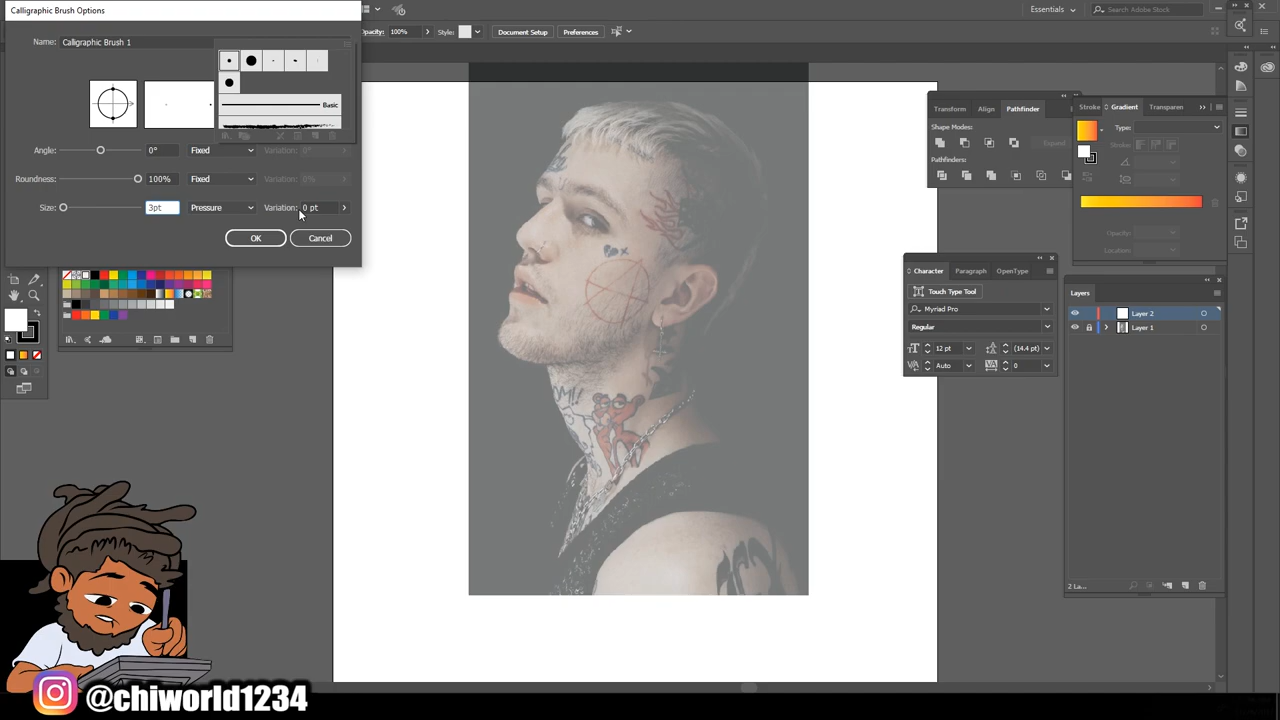 Calligraphic Brush Options
Essentials
Search Adobe Stock
Opacity: 100% Style: Document Setup Preferences
Name: Calligraphic Brush 1
Basic
Angle: 0° Fixed Variation: 0°
Roundness: 100% Fixed Variation: 0%
Size: 3pt Pressure Variation: 0 pt
OK Cancel
Transform Align Pathfinder
Shape Modes:
Expand
Pathfinders:
Stroke Gradient Transparen
Type:
Stroke:
Opacity:
Location:
Character Paragraph OpenType
Touch Type Tool
Myriad Pro
Regular
12 pt (14.4 pt)
Auto 0
Layers
Layer 2
Layer 1
2 La...
@chiworld1234